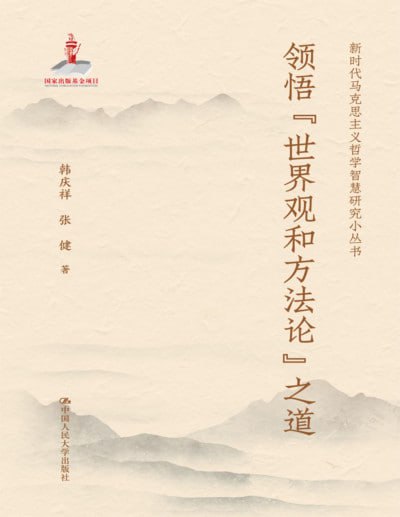 新时代马克思主义哲学智慧研究小丛书
领悟『世界观和方法论』之道
国家出版基金项目
韩庆祥 张健 著
中国人民大学出版社